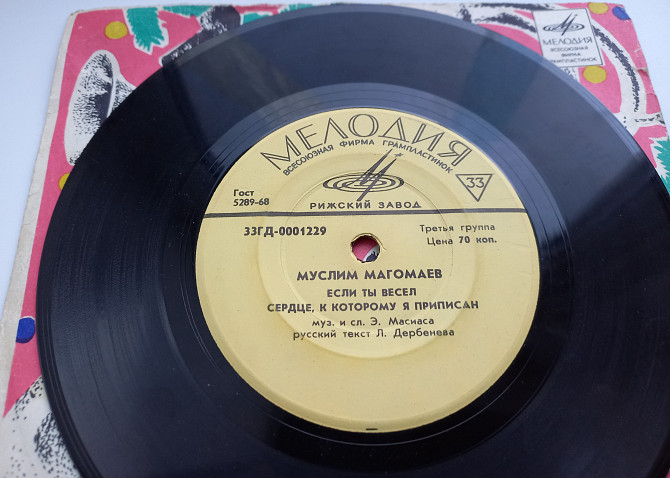 МЕЛОДИЯ
ВСЕСОЮЗНАЯ
ФИРМА
ГРАМПЛАСТИНОК
МЕЛОДИЯ
ВСЕСОЮЗНАЯ ФИРМА ГРАМПЛАСТИНОК
33
Гост
5289-68
РИЖСКИЙ ЗАВОД
33ГД-0001229
Третья группа
Цена 70 коп.
МУСЛИМ МАГОМАЕВ
ЕСЛИ ТЫ ВЕСЕЛ
СЕРДЦЕ, К КОТОРОМУ Я ПРИПИСАН
муз. и сл. Э. Масиаса
русский текст Л. Дербенева